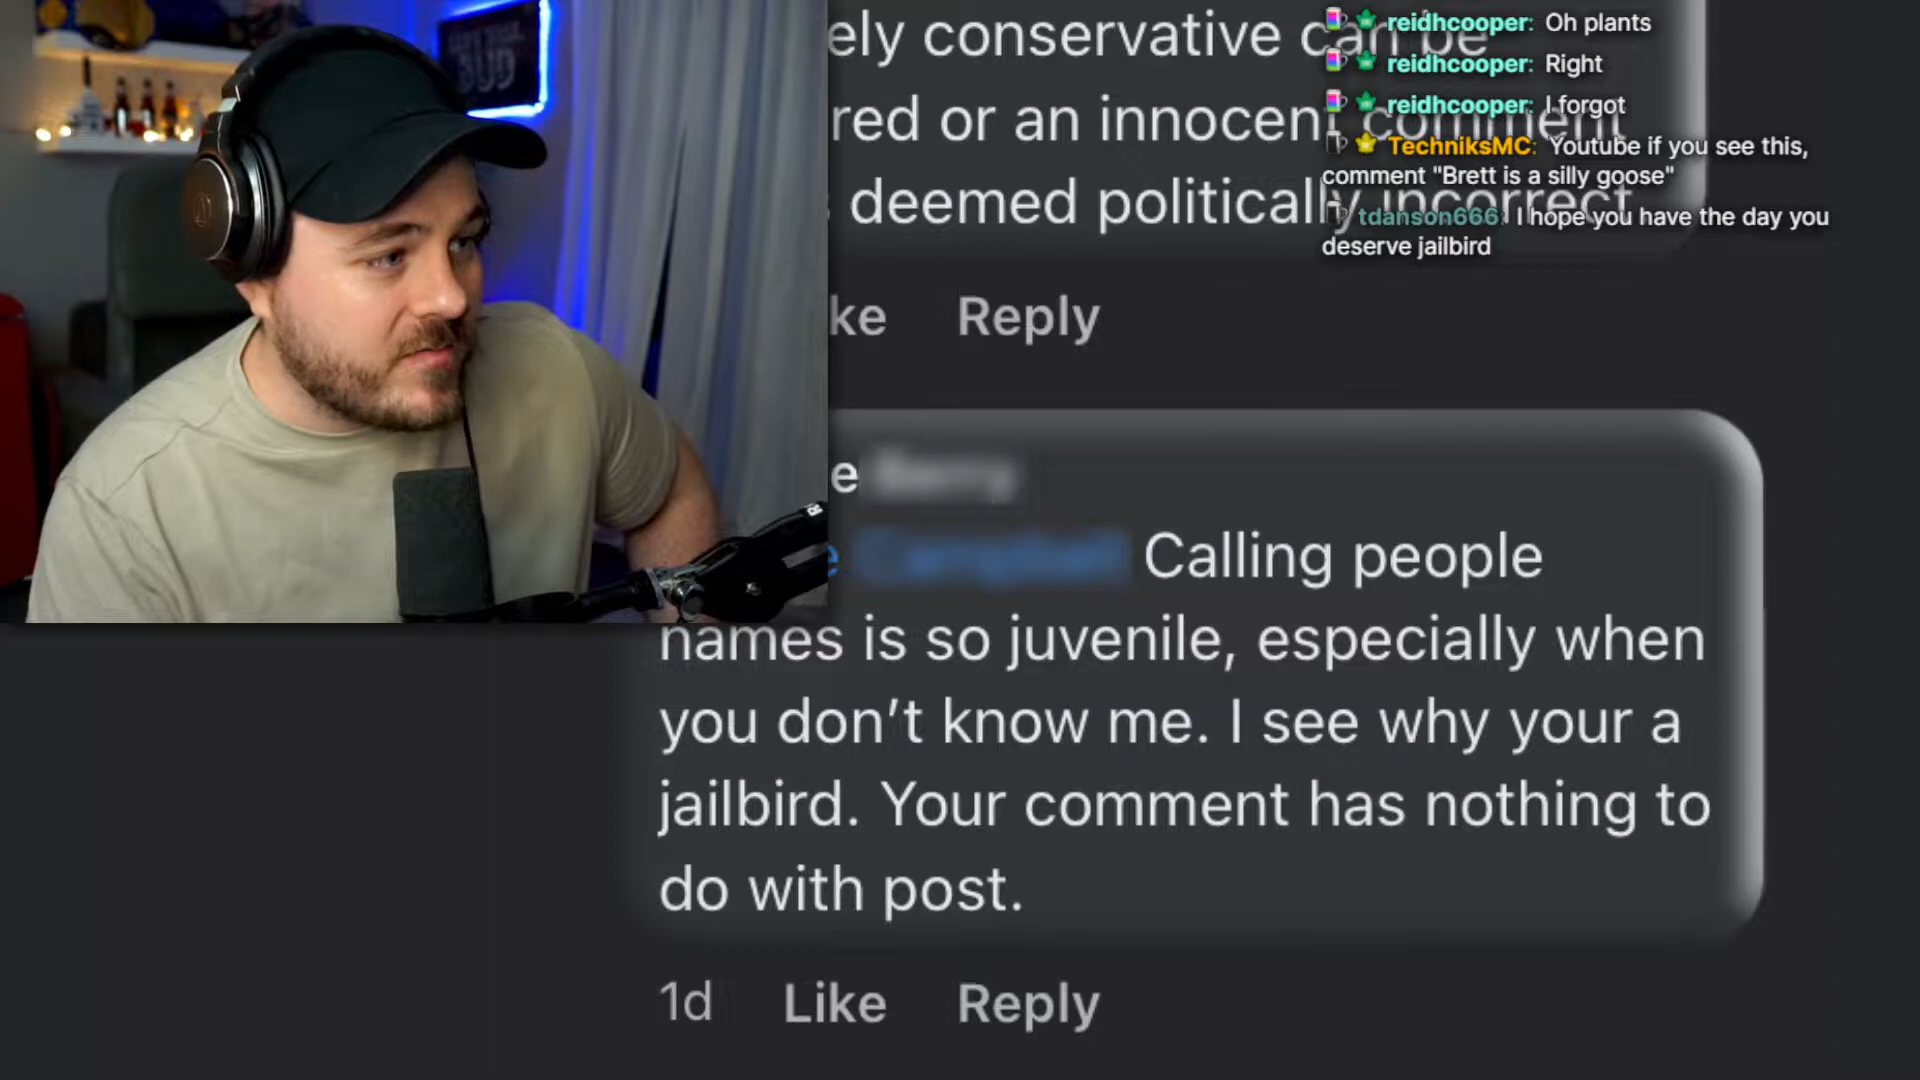 ely conservative can be
red or an innocent comment
deemed politically incorrect
ke Reply
reidhcooper: Oh plants
reidhcooper: Right
reidhcooper: I forgot
TechniksMC: Youtube if you see this,
comment "Brett is a silly goose"
tdanson666: I hope you have the day you
deserve jailbird
e
e Calling people
names is so juvenile, especially when
you don’t know me. I see why your a
jailbird. Your comment has nothing to
do with post.
1d Like Reply